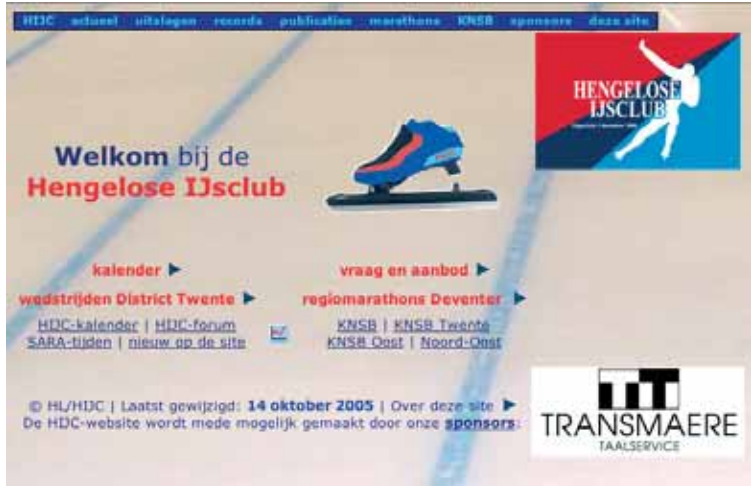 HIJC actueel uitslagen records publicaties marathons KNSB sponsors deze site
HENGELOSE
IJSCLUB
Welkom bij de
Hengelose IJsclub
kalender
vraag en aanbod
wedstrijden District Twente
regiomarathons Deventer
HIJC-kalender | HIJC-forum
KNSB | KNSB Twente
SARA-tijden | nieuw op de site
KNSB Oost | Noord-Oost
© HL/HIJC | Laatst gewijzigd: 14 oktober 2005 | Over deze site
De HIJC-website wordt mede mogelijk gemaakt door onze sponsors:
TRANSMAERE
TAALSERVICE